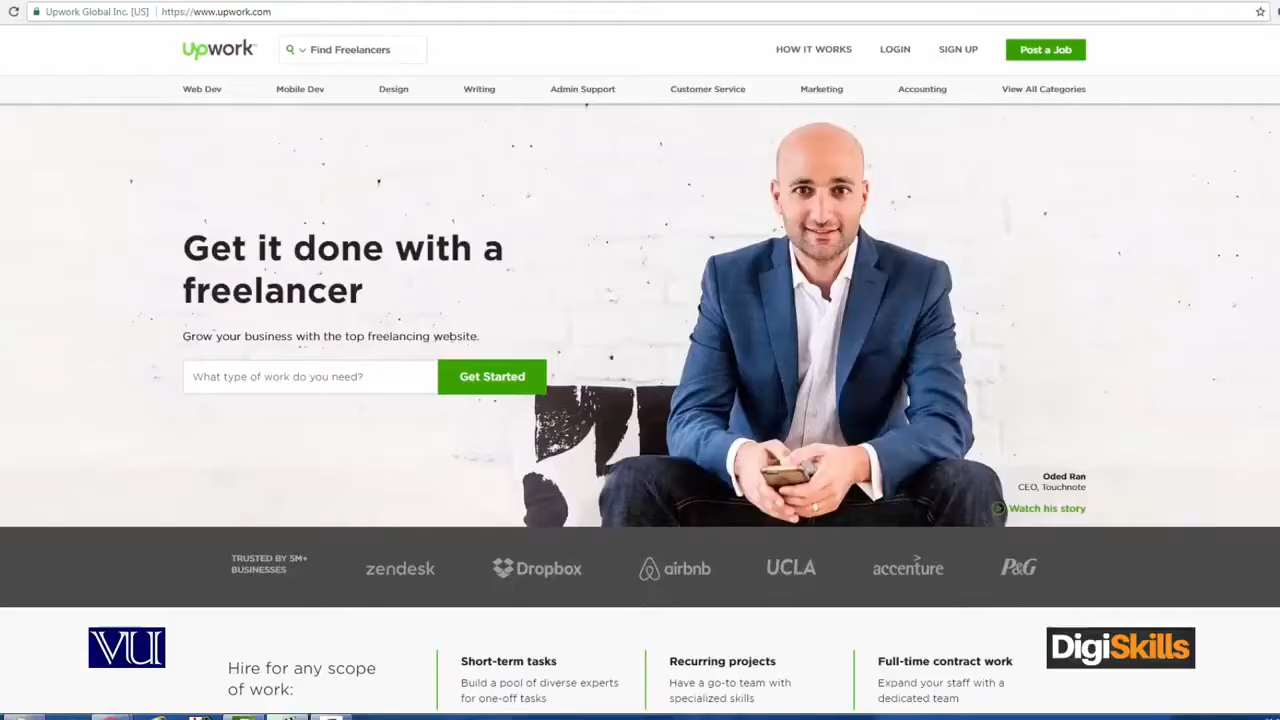 Upwork Global Inc. [US] https://www.upwork.com
Upwork Find Freelancers HOW IT WORKS LOGIN SIGN UP Post a Job
Web Dev Mobile Dev Design Writing Admin Support Customer Service Marketing Accounting View All Categories
Get it done with a
freelancer
Grow your business with the top freelancing website.
What type of work do you need? Get Started
Oded Ran
CEO, Touchnote
Watch his story
TRUSTED BY 5M+
BUSINESSES
zendesk Dropbox airbnb UCLA accenture P&G
VU
DigiSkills
Hire for any scope
of work:
Short-term tasks
Build a pool of diverse experts
for one-off tasks
Recurring projects
Have a go-to team with
specialized skills
Full-time contract work
Expand your staff with a
dedicated team